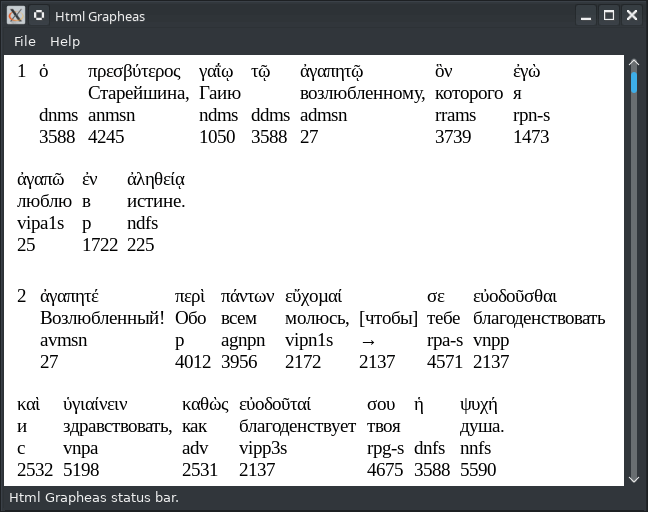 Html Grapheas
File Help
1 ὁ πρεσβύτερος γαΐῳ τῷ ἀγαπητῷ ὃν ἐγὼ
Старейшина, Гаию возлюбленному, которого я
dnms anmsn ndms ddms admsn rrams rpn-s
3588 4245 1050 3588 27 3739 1473
ἀγαπῶ ἐν ἀληθείᾳ
люблю в истине.
vipa1s p ndfs
25 1722 225
2 ἀγαπητέ περὶ πάντων εὔχομαί σε εὐοδοῦσθαι
Возлюбленный! Обо всем молюсь, [чтобы] тебе благоденствовать
avmsn p agnpn vipn1s → rpa-s vnpp
27 4012 3956 2172 2137 4571 2137
καὶ ὑγιαίνειν καθὼς εὐοδοῦταί σου ἡ ψυχή
и здравствовать, как благоденствует твоя душа.
c vnpa adv vipp3s rpg-s dnfs nnfs
2532 5198 2531 2137 4675 3588 5590
Html Grapheas status bar.